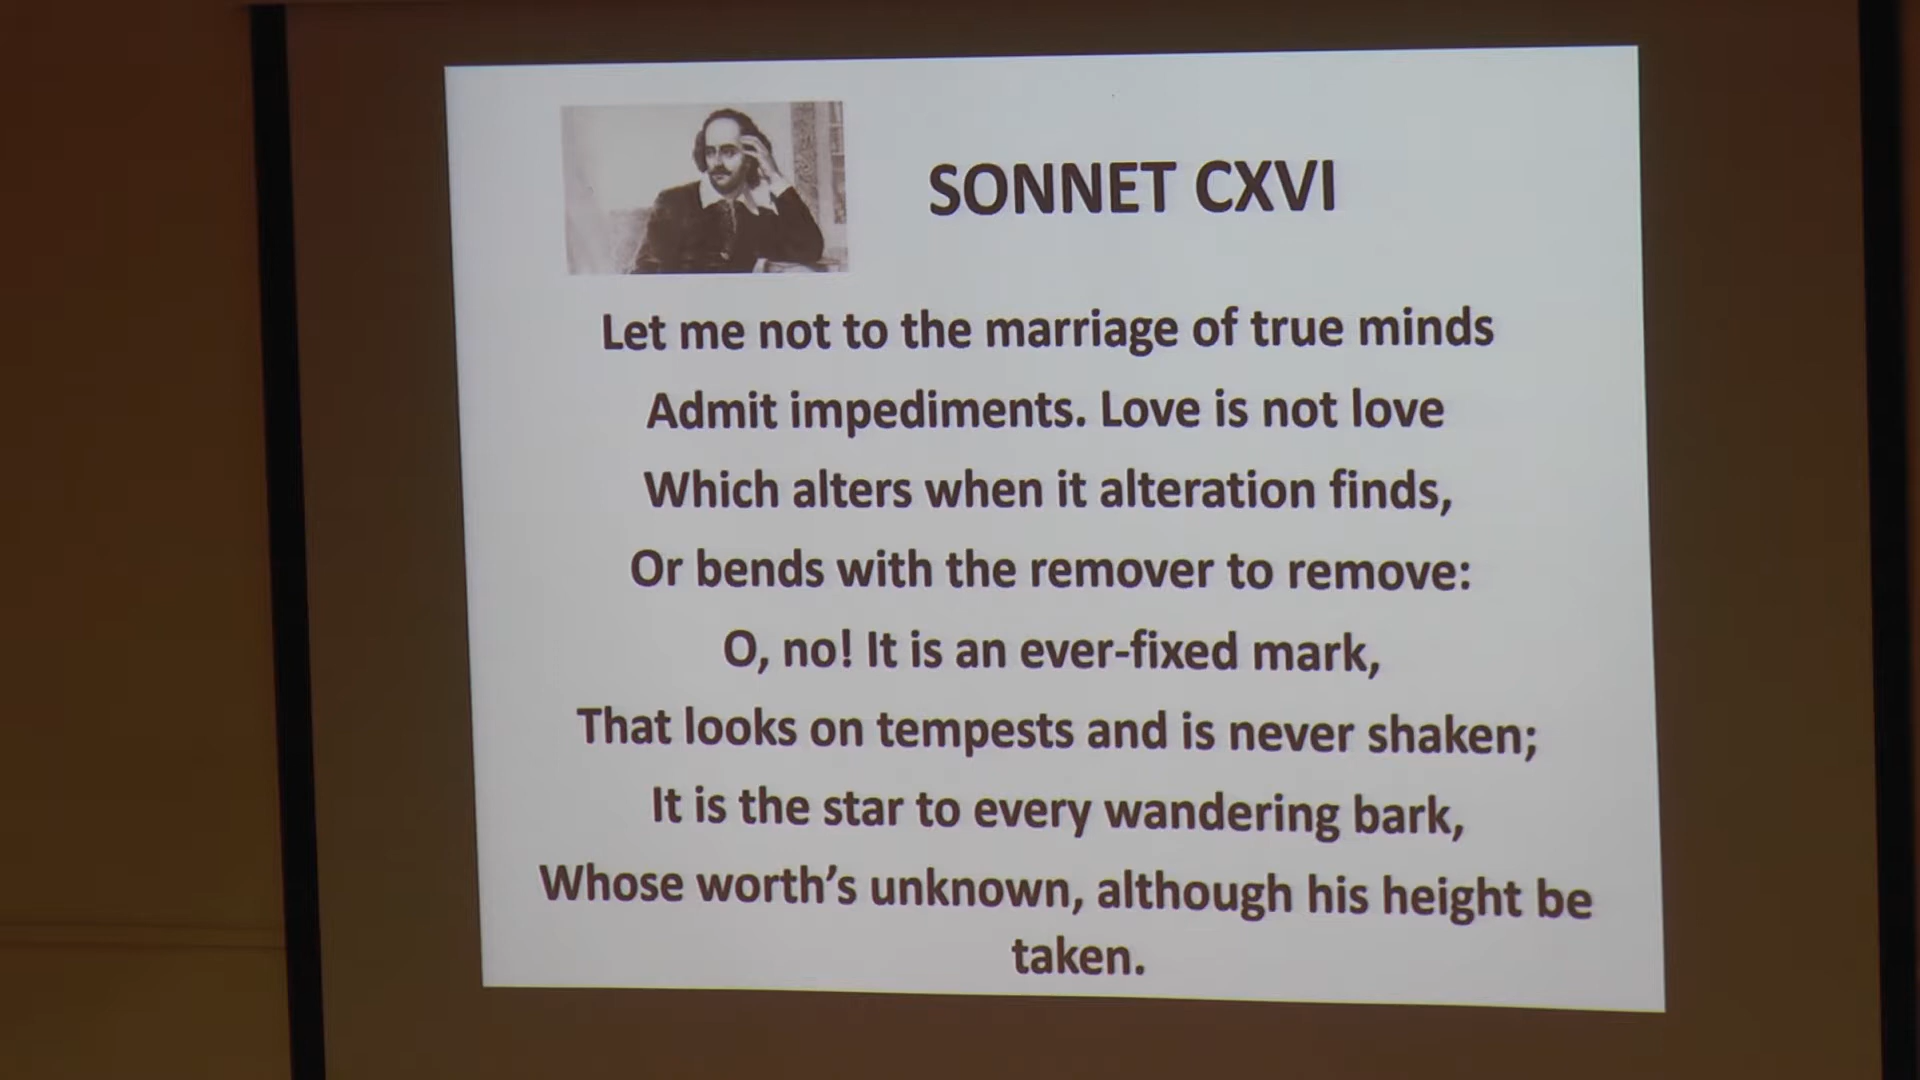 SONNET CXVI
Let me not to the marriage of true minds
Admit impediments. Love is not love
Which alters when it alteration finds,
Or bends with the remover to remove:
O, no! It is an ever-fixed mark,
That looks on tempests and is never shaken;
It is the star to every wandering bark,
Whose worth’s unknown, although his height be
taken.